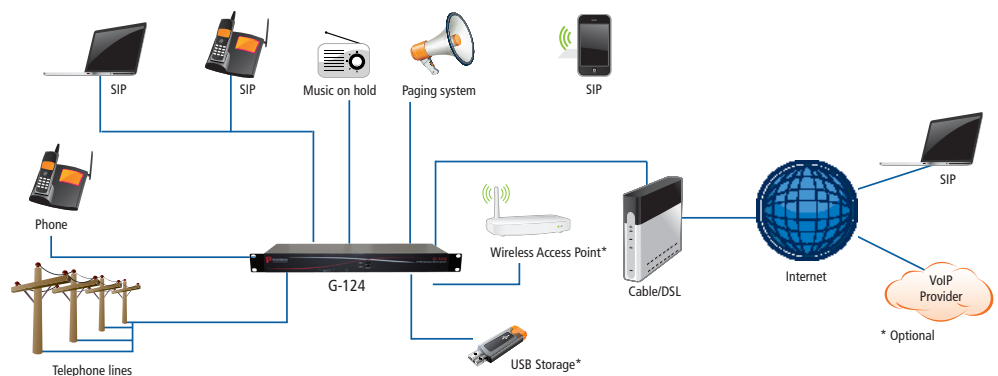 SIP
SIP
Music on hold
Paging system
SIP
Phone
SIP
Wireless Access Point*
G-124
Cable/DSL
Internet
VoIP
Provider
* Optional
USB Storage*
Telephone lines